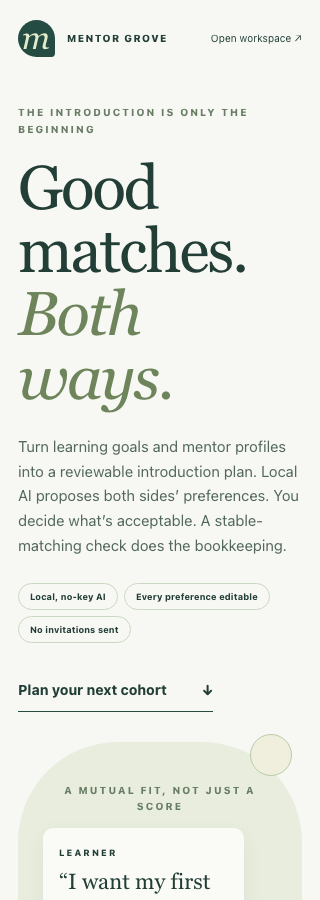 m MENTOR GROVE Open workspace ↗
THE INTRODUCTION IS ONLY THE
BEGINNING
Good
matches.
Both
ways.
Turn learning goals and mentor profiles
into a reviewable introduction plan. Local
AI proposes both sides’ preferences. You
decide what’s acceptable. A stable-
matching check does the bookkeeping.
Local, no-key AI
Every preference editable
No invitations sent
Plan your next cohort ↓
A MUTUAL FIT, NOT JUST A
SCORE
LEARNER
“I want my first